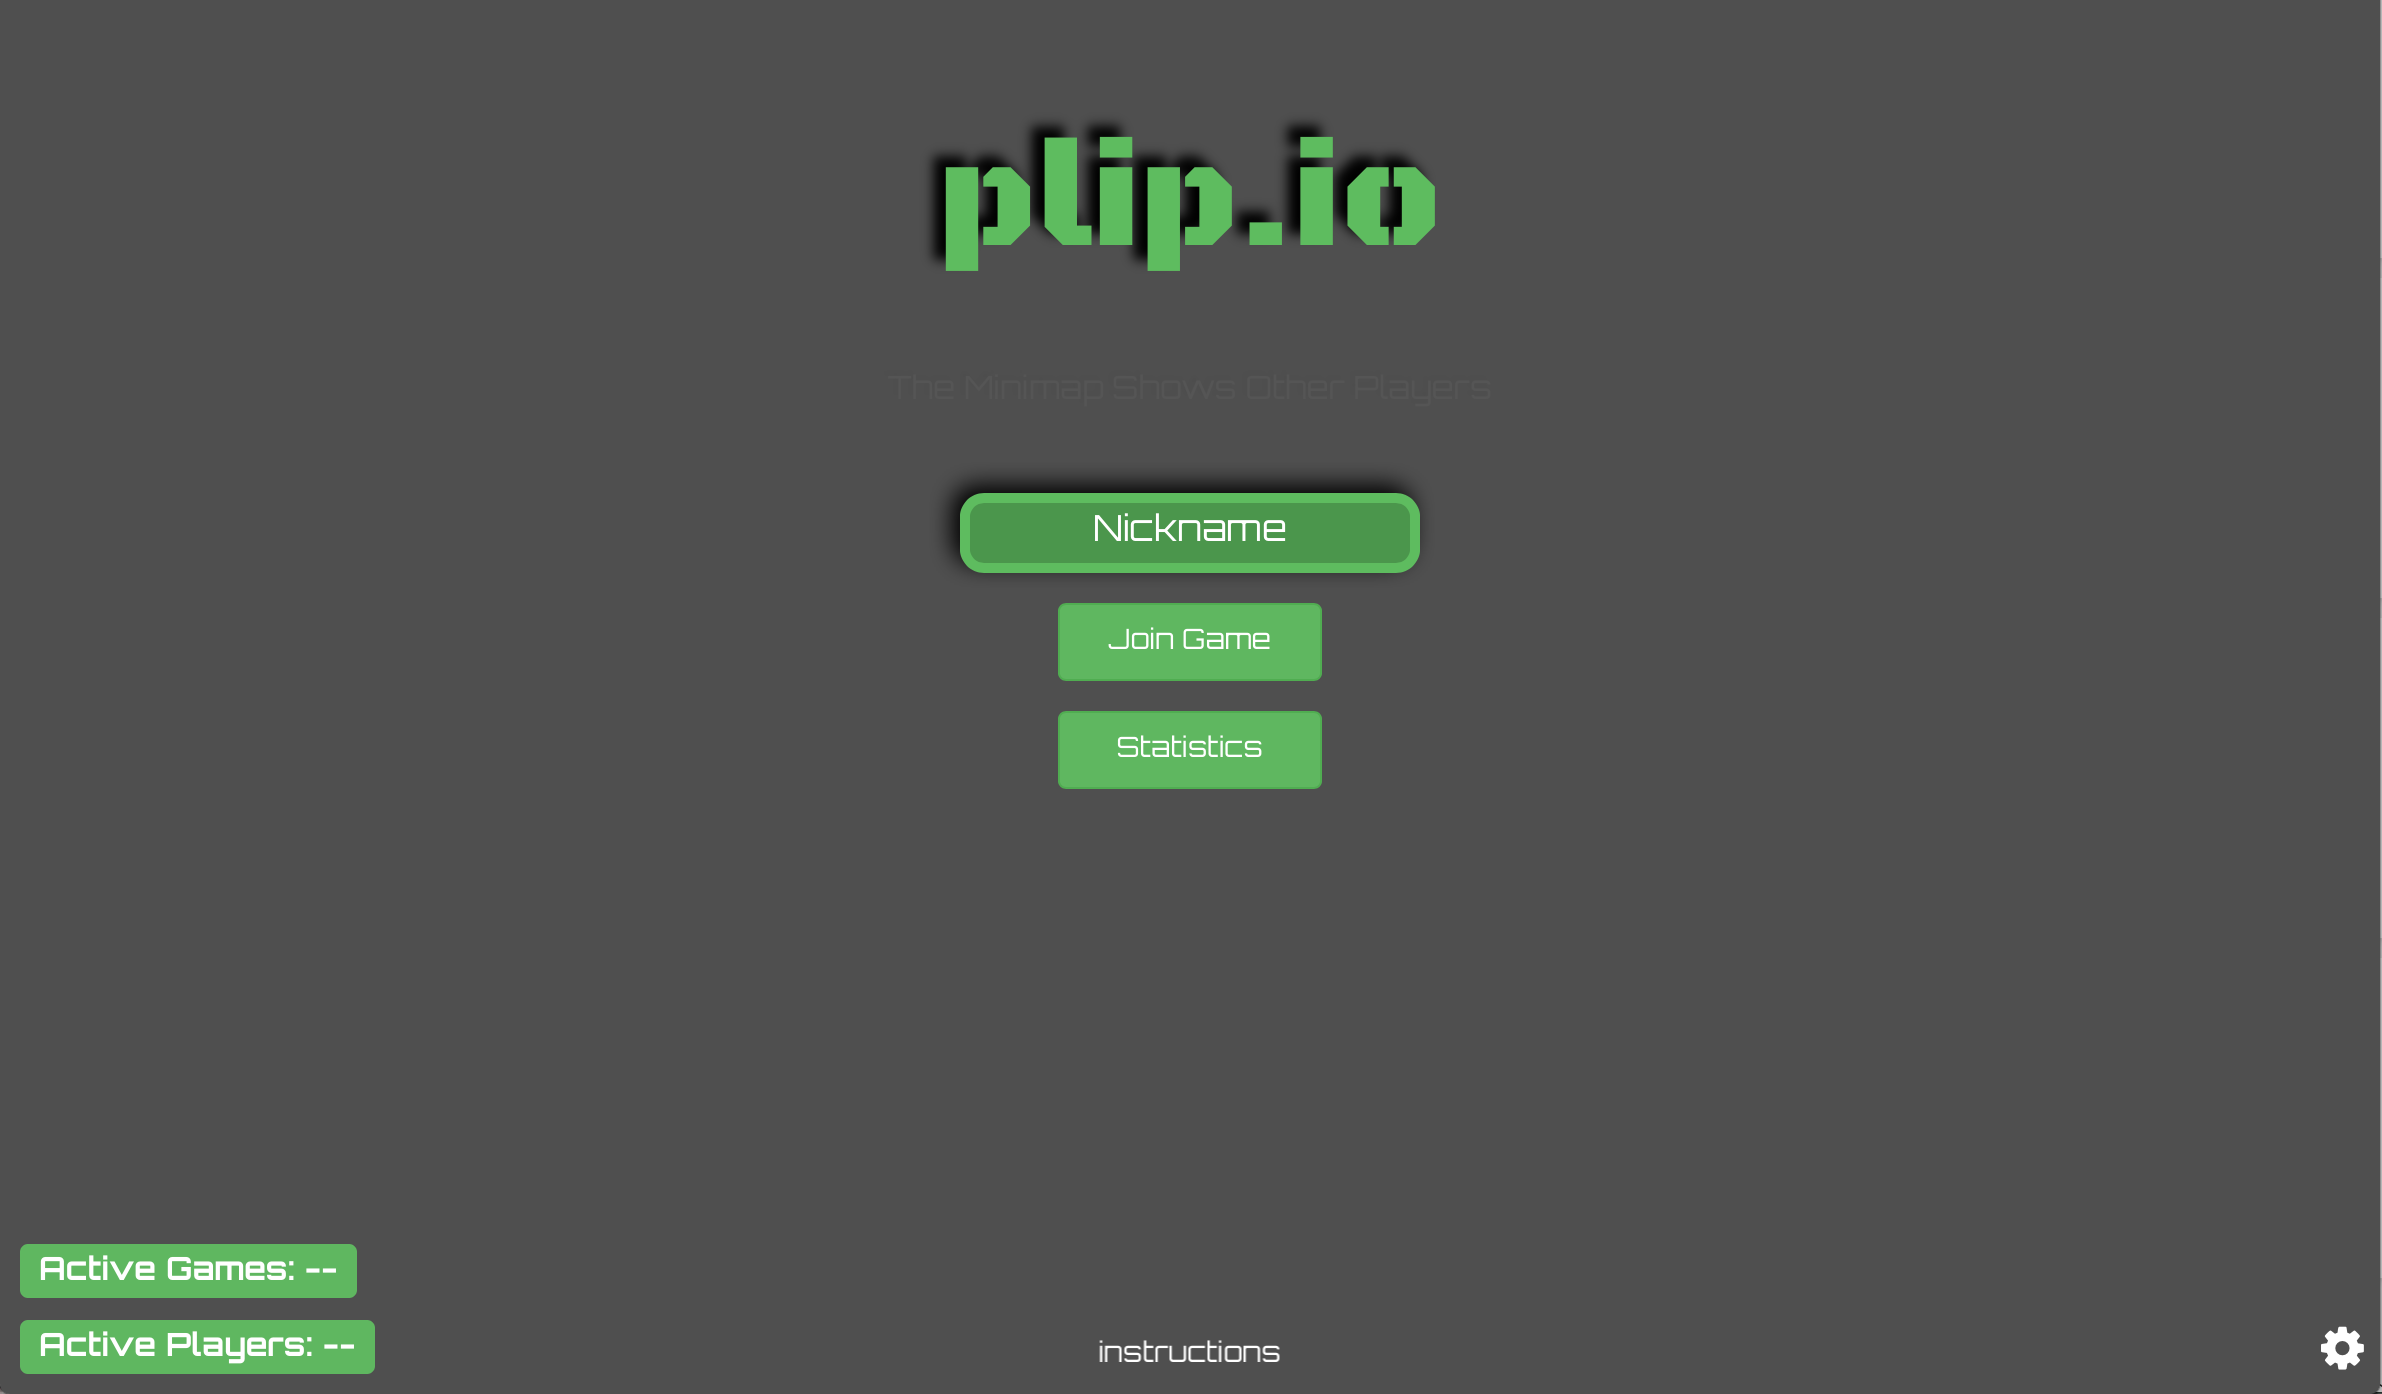 plip.io
The Minimap Shows Other Players
Nickname
Join Game
Statistics
Active Games: --
Active Players: --
instructions